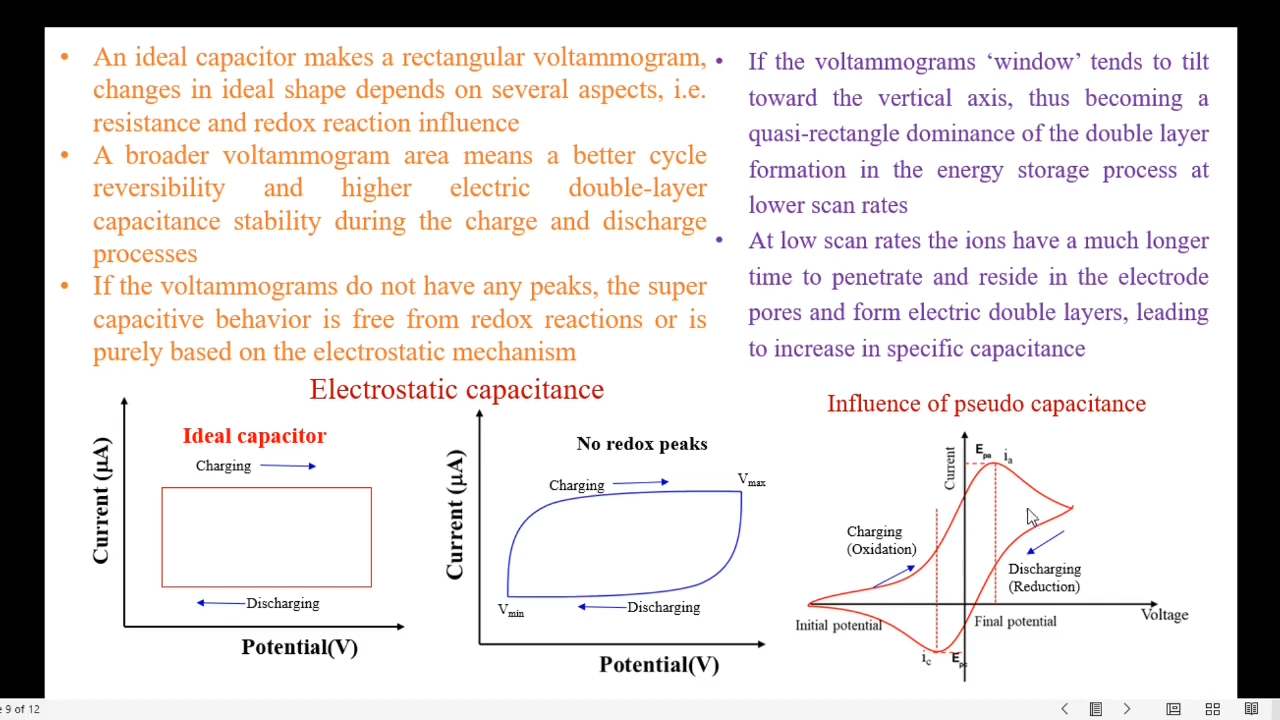 • An ideal capacitor makes a rectangular voltammogram,
changes in ideal shape depends on several aspects, i.e.
resistance and redox reaction influence
• A broader voltammogram area means a better cycle
reversibility and higher electric double-layer
capacitance stability during the charge and discharge
processes
• If the voltammograms do not have any peaks, the super
capacitive behavior is free from redox reactions or is
purely based on the electrostatic mechanism
• If the voltammograms ‘window’ tends to tilt
toward the vertical axis, thus becoming a
quasi-rectangle dominance of the double layer
formation in the energy storage process at
lower scan rates
• At low scan rates the ions have a much longer
time to penetrate and reside in the electrode
pores and form electric double layers, leading
to increase in specific capacitance
Electrostatic capacitance
Ideal capacitor
Charging
Current (µA)
Discharging
Potential(V)
No redox peaks
Vmax
Charging
Current (µA)
Vmin
Discharging
Potential(V)
Influence of pseudo capacitance
Current
Epa
ia
Charging
(Oxidation)
Discharging
(Reduction)
Voltage
Initial potential
Final potential
ic
Epc
e 9 of 12